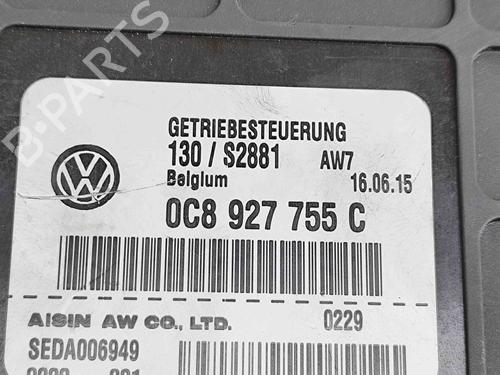 B-PARTS
GETRIEBESTEUERUNG
130 / S2881 AW7
Belgium 16.06.15
0C8 927 755 C
AISIN AW CO., LTD. 0229
SEDA006949